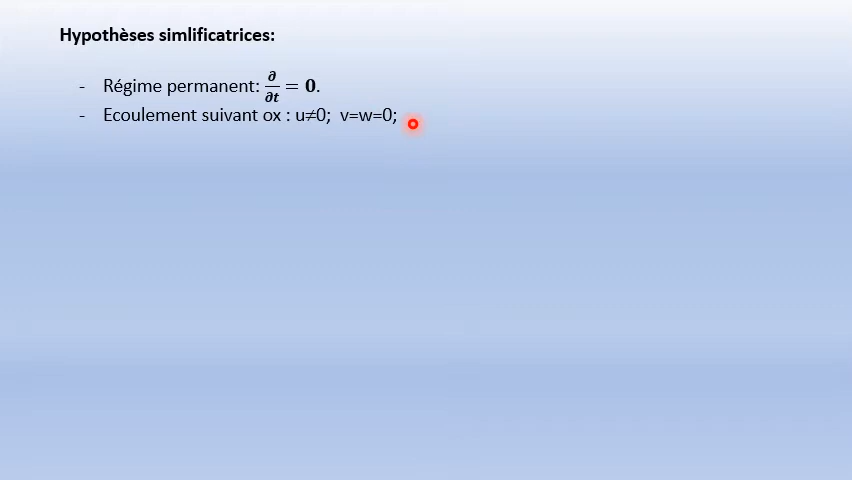 Hypothèses simlificatrices:
- Régime permanent: ∂/∂t = 0.
- Ecoulement suivant ox : u≠0; v=w=0;